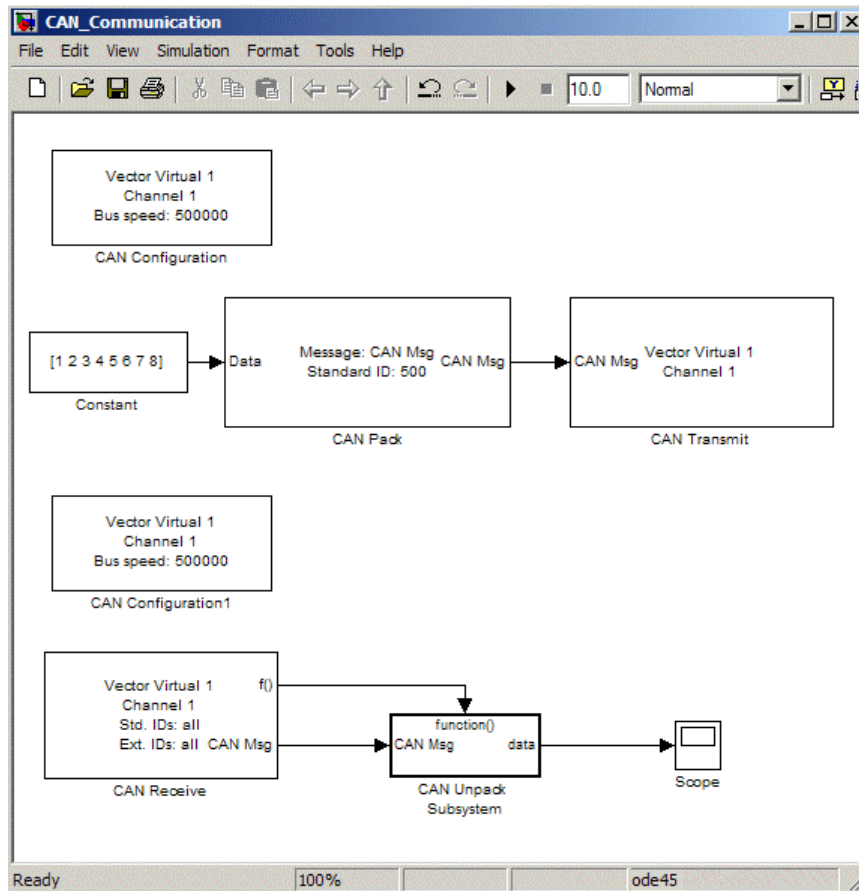 CAN_Communication
File Edit View Simulation Format Tools Help
10.0 Normal
Vector Virtual 1
Channel 1
Bus speed: 500000
CAN Configuration
[1 2 3 4 5 6 7 8]
Constant
Data
Message: CAN Msg
Standard ID: 500
CAN Msg
CAN Pack
CAN Msg
Vector Virtual 1
Channel 1
CAN Transmit
Vector Virtual 1
Channel 1
Bus speed: 500000
CAN Configuration1
Vector Virtual 1
Channel 1
Std. IDs: all
Ext. IDs: all
f()
CAN Msg
CAN Receive
function()
CAN Msg
data
CAN Unpack
Subsystem
Scope
Ready 100% ode45